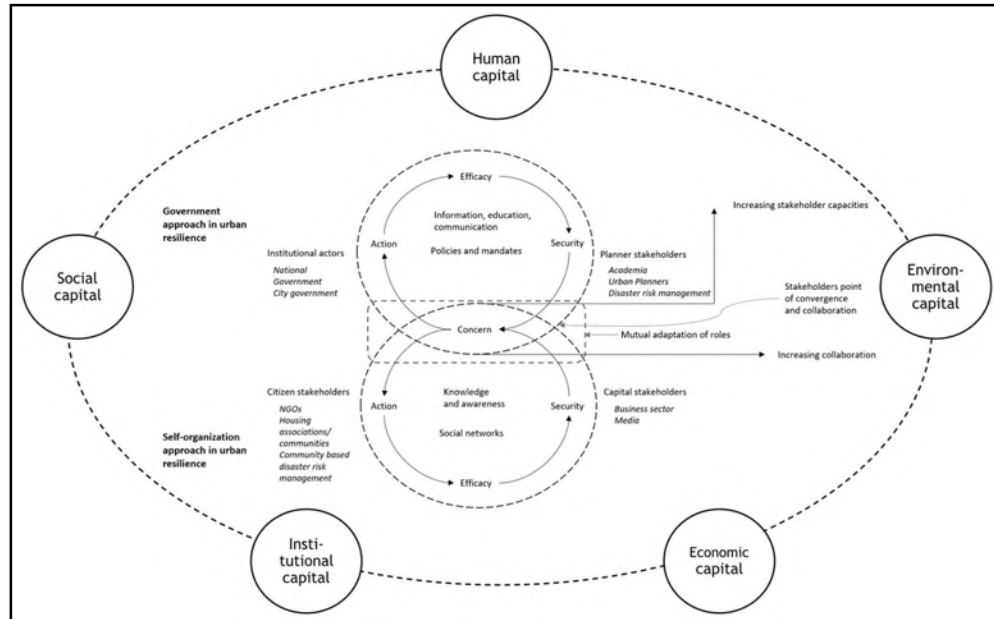 Human
capital
Efficacy
Government
approach in urban
resilience
Information, education,
communication
Increasing stakeholder capacities
Action
Policies and mandates
Security
Institutional actors
National
Government
City government
Planner stakeholders
Academia
Urban Planners
Disaster risk management
Social
capital
Environ-
mental
capital
Stakeholders point
of convergence
and collaboration
Concern
Mutual adaptation of roles
Increasing collaboration
Citizen stakeholders
NGOs
Housing
associations/
communities
Community based
disaster risk
management
Knowledge
and awareness
Action
Security
Social networks
Capital stakeholders
Business sector
Media
Self-organization
approach in urban
resilience
Efficacy
Insti-
tutional
capital
Economic
capital